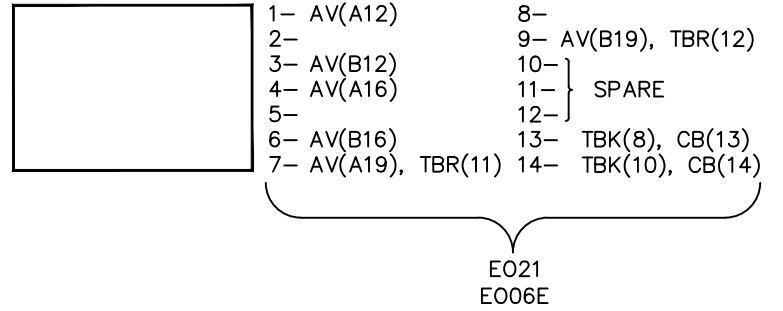 1- AV(A12)
2-
3- AV(B12)
4- AV(A16)
5-
6- AV(B16)
7- AV(A19), TBR(11)
8-
9- AV(B19), TBR(12)
10-
11- SPARE
12-
13- TBK(8), CB(13)
14- TBK(10), CB(14)
EO21
EO06E